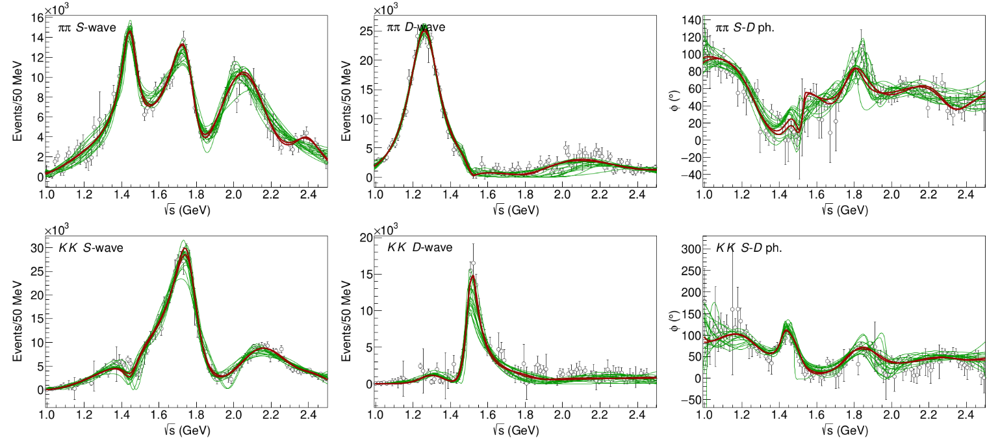 ×10³
ππ S-wave
Events/50 MeV
16
14
12
10
8
6
4
2
0
1.0 1.2 1.4 1.6 1.8 2.0 2.2 2.4
√s (GeV)
×10³
ππ D-wave
Events/50 MeV
25
20
15
10
5
0
1.0 1.2 1.4 1.6 1.8 2.0 2.2 2.4
√s (GeV)
ππ S-D ph.
ϕ (°)
140
120
100
80
60
40
20
0
−20
−40
1.0 1.2 1.4 1.6 1.8 2.0 2.2 2.4
√s (GeV)
×10³
KK S-wave
Events/50 MeV
30
25
20
15
10
5
0
1.0 1.2 1.4 1.6 1.8 2.0 2.2 2.4
√s (GeV)
×10³
KK D-wave
Events/50 MeV
20
15
10
5
0
1.0 1.2 1.4 1.6 1.8 2.0 2.2 2.4
√s (GeV)
KK S-D ph.
ϕ (°)
300
250
200
150
100
50
0
−50
1.0 1.2 1.4 1.6 1.8 2.0 2.2 2.4
√s (GeV)